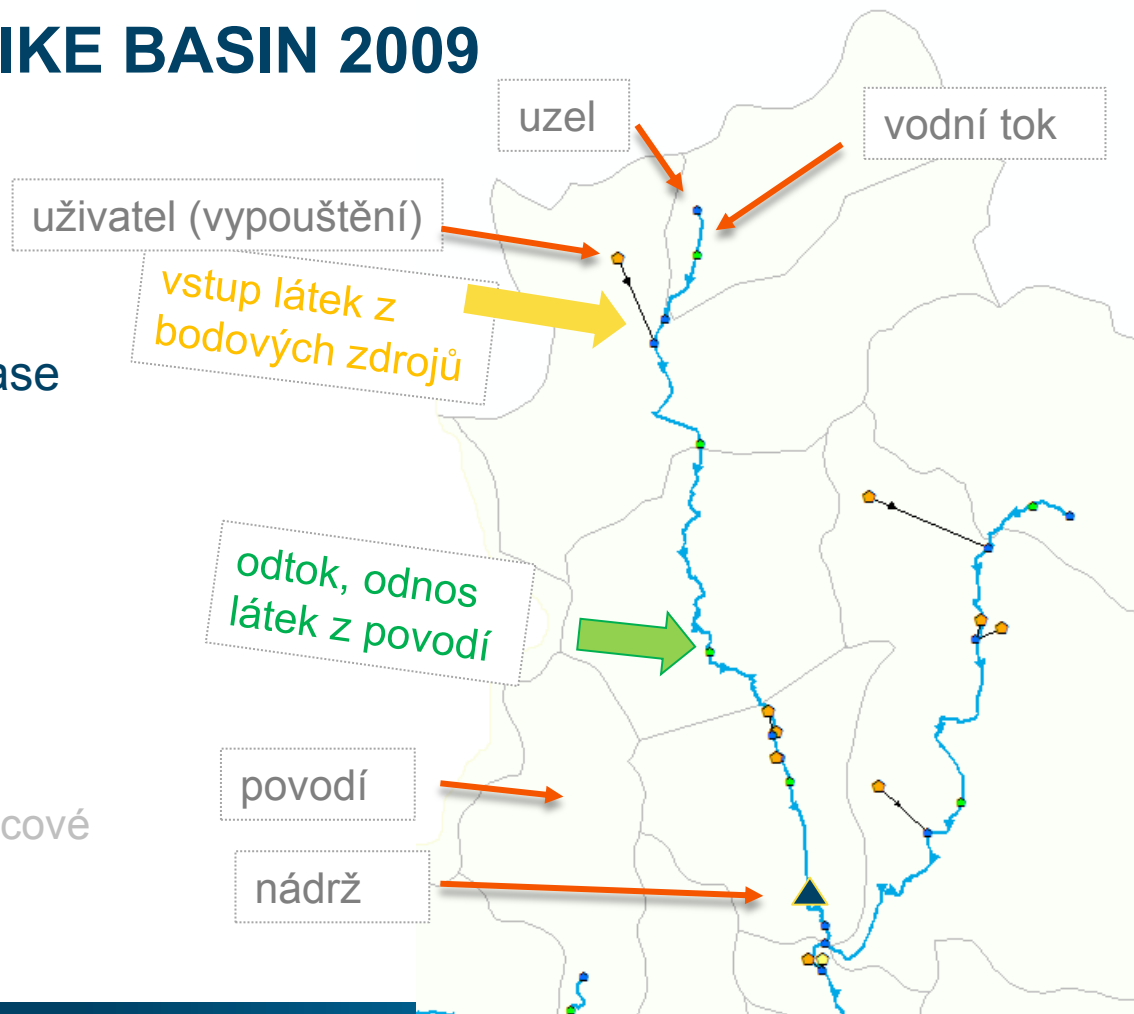 IKE BASIN 2009
uzel
vodní tok
uživatel (vypouštění)
vstup látek z
bodových zdrojů
ase
odtok, odnos
látek z povodí
povodí
cové
nádrž